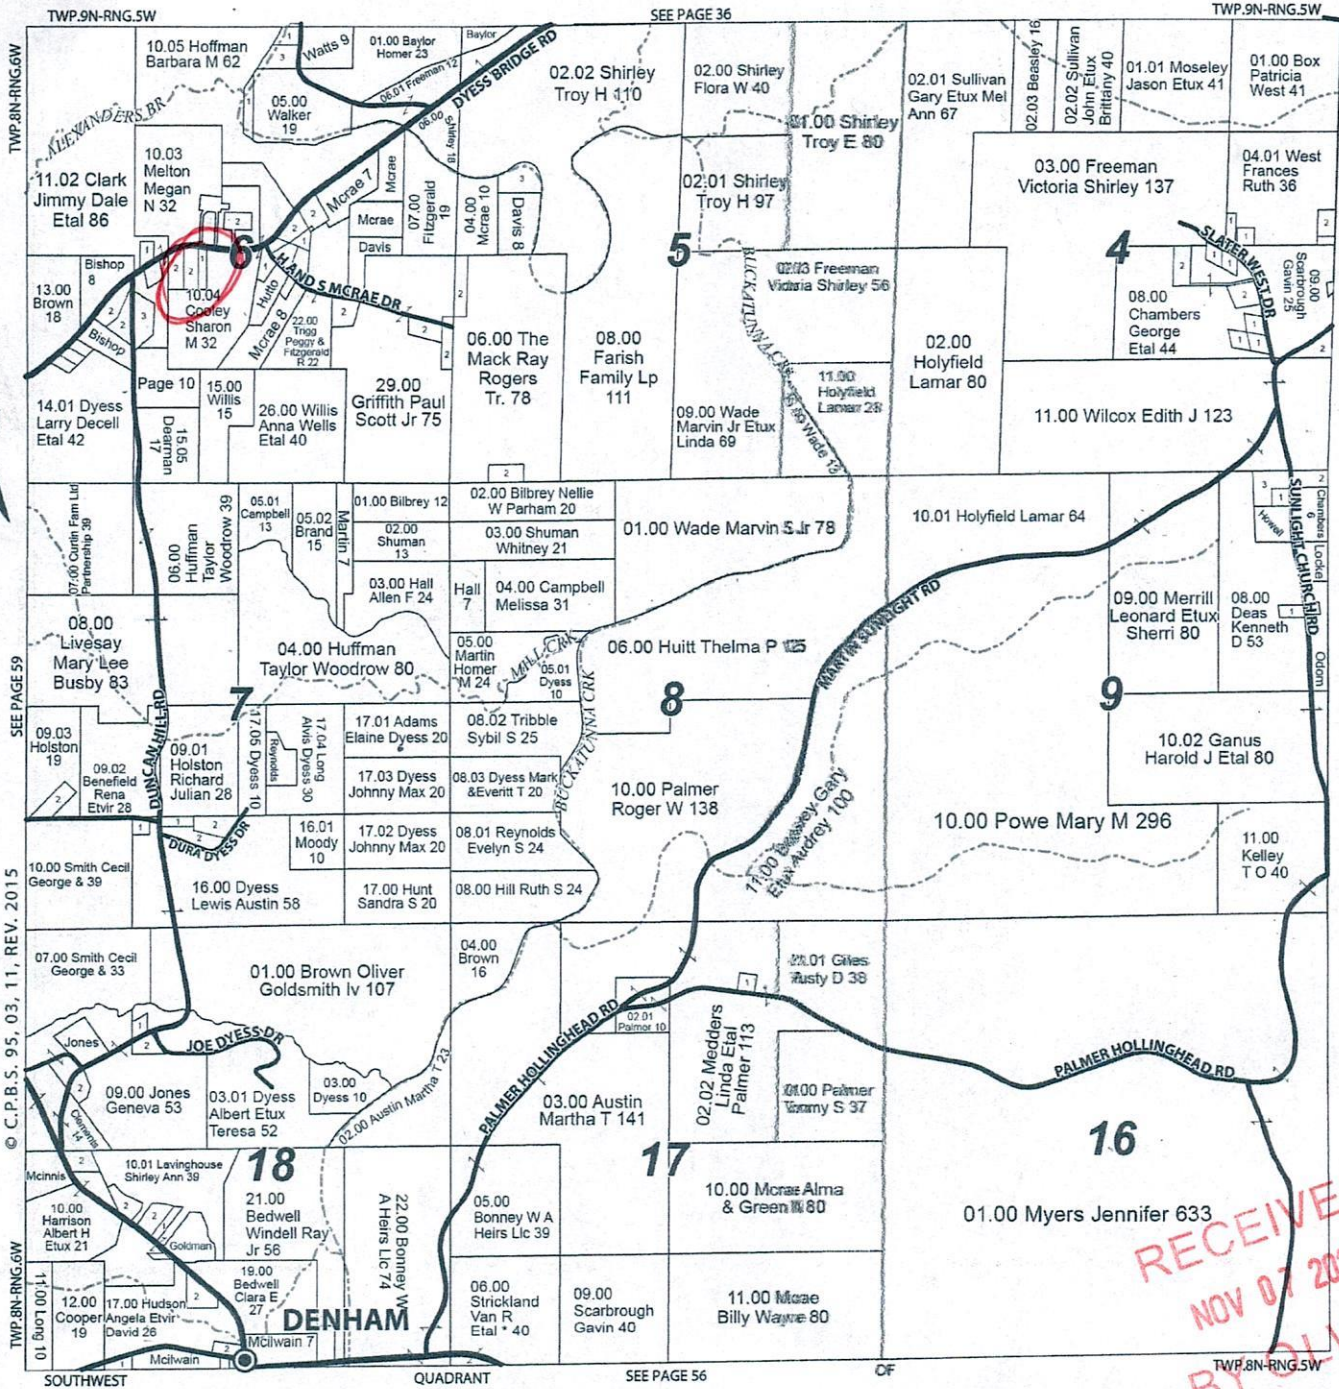 TWP.9N-RNG.5W
SEE PAGE 36
TWP.9N-RNG.5W
TWP.8N-RNG.6W
10.05 Hoffman
Barbara M 62
Watts 9
01.00 Baylor
Homer 23
Baylor
06.01 Freeman 12
DYESS BRIDGE RD
05.00
Walker
19
06.00
Shirley 18
02.02 Shirley
Troy H 110
02.00 Shirley
Flora W 40
01.00 Shirley
Troy E 80
02.01 Sullivan
Gary Etux Mel
Ann 67
02.03 Beasley 16
02.02 Sullivan
John Etux
Brittany 40
01.01 Moseley
Jason Etux 41
01.00 Box
Patricia
West 41
ALEXANDERS BR
11.02 Clark
Jimmy Dale
Etal 86
10.03
Melton
Megan
N 32
Mcrae 7
Mcrae
Mcrae
Davis
07.00
Fitzgerald
19
04.00
Mcrae 10
Davis 8
02.01 Shirley
Troy H 97
03.00 Freeman
Victoria Shirley 137
04.01 West
Frances
Ruth 36
6
5
4
SLATER WEST DR
09.00
Scarbrough
Gavin 25
13.00
Brown
18
Bishop
8
Bishop
10.04
Cooley
Sharon
M 32
Hutto
Mcrae 8
H AND S MCRAE DR
22.00
Trigg
Peggy &
Fitzgerald
R 22
06.00 The
Mack Ray
Rogers
Tr. 78
08.00
Farish
Family Lp
111
BUCKATUNNA CRK
02.03 Freeman
Victoria Shirley 56
02.00
Holyfield
Lamar 80
08.00
Chambers
George
Etal 44
14.01 Dyess
Larry Decell
Etal 42
Page 10
15.05
Dearman
17
15.00
Willis
15
26.00 Willis
Anna Wells
Etal 40
29.00
Griffith Paul
Scott Jr 75
09.00 Wade
Marvin Jr Etux
Linda 69
11.00
Holyfield
Lamar 28
Wade 13
11.00 Wilcox Edith J 123
07.00 Curtin Fam Ltd
Partnership 39
06.00
Huffman
Taylor
Woodrow 39
05.01
Campbell
13
05.02
Brand
15
Martin 7
01.00 Bilbrey 12
02.00
Shuman
13
02.00 Bilbrey Nellie
W Parham 20
03.00 Shuman
Whitney 21
01.00 Wade Marvin S Jr 78
10.01 Holyfield Lamar 64
Howell
Chambers
6
Locke
SUNLIGHT CHURCH RD
03.00 Hall
Allen F 24
Hall
7
04.00 Campbell
Melissa 31
MARTIN SUNLIGHT RD
09.00 Merrill
Leonard Etux
Sherri 80
08.00
Deas
Kenneth
D 53
Odom
08.00
Livesay
Mary Lee
Busby 83
04.00 Huffman
Taylor Woodrow 80
05.00
Martin
Homer
M 24
MILL CRK
05.01
Dyess
10
06.00 Huitt Thelma P 125
BUCKATUNNA CRK
SEE PAGE 59
7
8
9
09.03
Holston
19
09.02
Benefield
Rena
Etvir 28
DUNCAN HILL RD
09.01
Holston
Richard
Julian 28
17.05 Dyess 10
Reynolds
17.04 Long
Alvis Dyess 30
17.01 Adams
Elaine Dyess 20
08.02 Tribble
Sybil S 25
17.03 Dyess
Johnny Max 20
08.03 Dyess Mark
&Everitt T 20
10.00 Palmer
Roger W 138
10.02 Ganus
Harold J Etal 80
DURA DYESS DR
16.01
Moody
10
17.02 Dyess
Johnny Max 20
08.01 Reynolds
Evelyn S 24
Gary
Etux Audrey 100
10.00 Powe Mary M 296
11.00
Kelley
T O 40
10.00 Smith Cecil
George & 39
16.00 Dyess
Lewis Austin 58
17.00 Hunt
Sandra S 20
08.00 Hill Ruth S 24
© C.P.B.S. 95, 03, 11, REV. 2015
07.00 Smith Cecil
George & 33
01.00 Brown Oliver
Goldsmith Iv 107
04.00
Brown
16
Giles
Rusty D 38
02.01
Palmer 10
Jones
JOE DYESS DR
PALMER HOLLINGHEAD RD
02.02 Medders
Linda Etal
Palmer 113
PALMER HOLLINGHEAD RD
09.00 Jones
Geneva 53
03.01 Dyess
Albert Etux
Teresa 52
03.00
Dyess 10
02.00 Austin Martha T 23
03.00 Austin
Martha T 141
Palmer
Tommy S 37
Clements
14
18
17
16
Mcinnis
10.01 Lavinghouse
Shirley Ann 39
10.00
Harrison
Albert H
Etux 21
Goldman
21.00
Bedwell
Windell Ray
Jr 56
22.00 Bonney W
A Heirs Llc 74
05.00
Bonney W A
Heirs Llc 39
10.00 Mcrae Alma
& Green 80
01.00 Myers Jennifer 633
RECEIVE
NOV 07 20
BY OL
TWP.8N-RNG.6W
11.00 Long 10
12.00
Cooper
19
17.00 Hudson
Angela Etvir
David 26
19.00
Bedwell
Clara E
27
DENHAM
06.00
Strickland
Van R
Etal * 40
09.00
Scarbrough
Gavin 40
11.00 Mcrae
Billy Wayne 80
Mcilwain
Mcilwain 7
SOUTHWEST
QUADRANT
SEE PAGE 56
OF
TWP.8N-RNG.5W